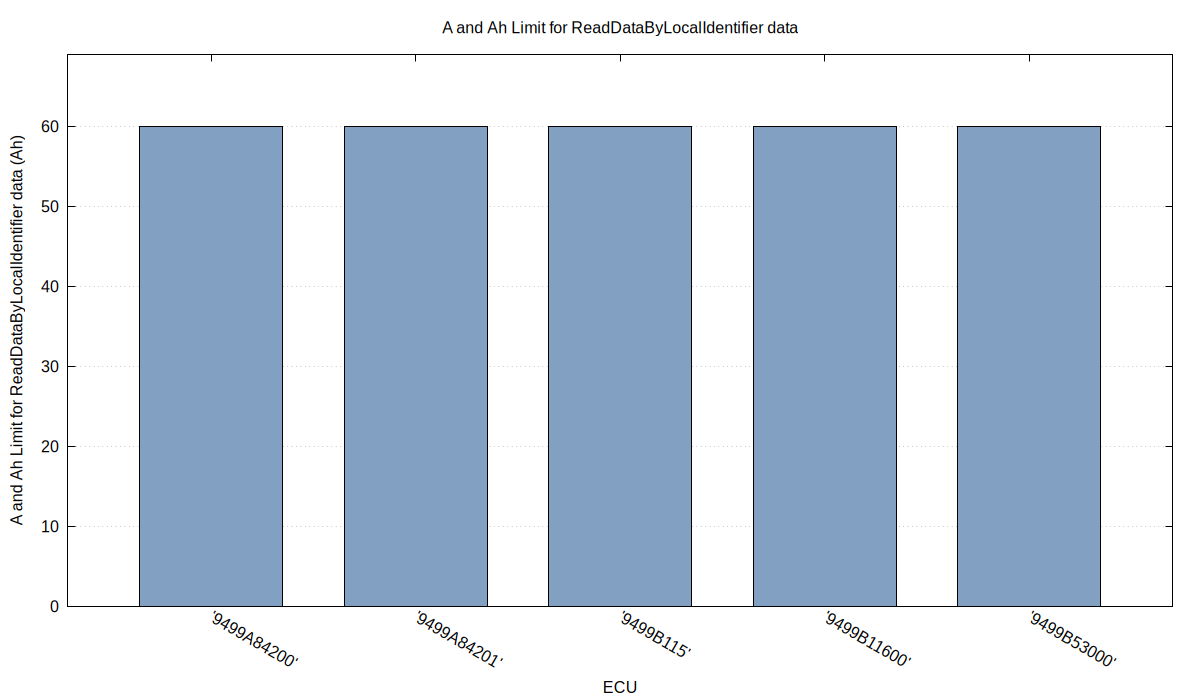 A and Ah Limit for ReadDataByLocalIdentifier data
A and Ah Limit for ReadDataByLocalIdentifier data (Ah)
60
50
40
30
20
10
0
'9499A84200'
'9499A84201'
'9499B115'
'9499B11600'
'9499B53000'
ECU